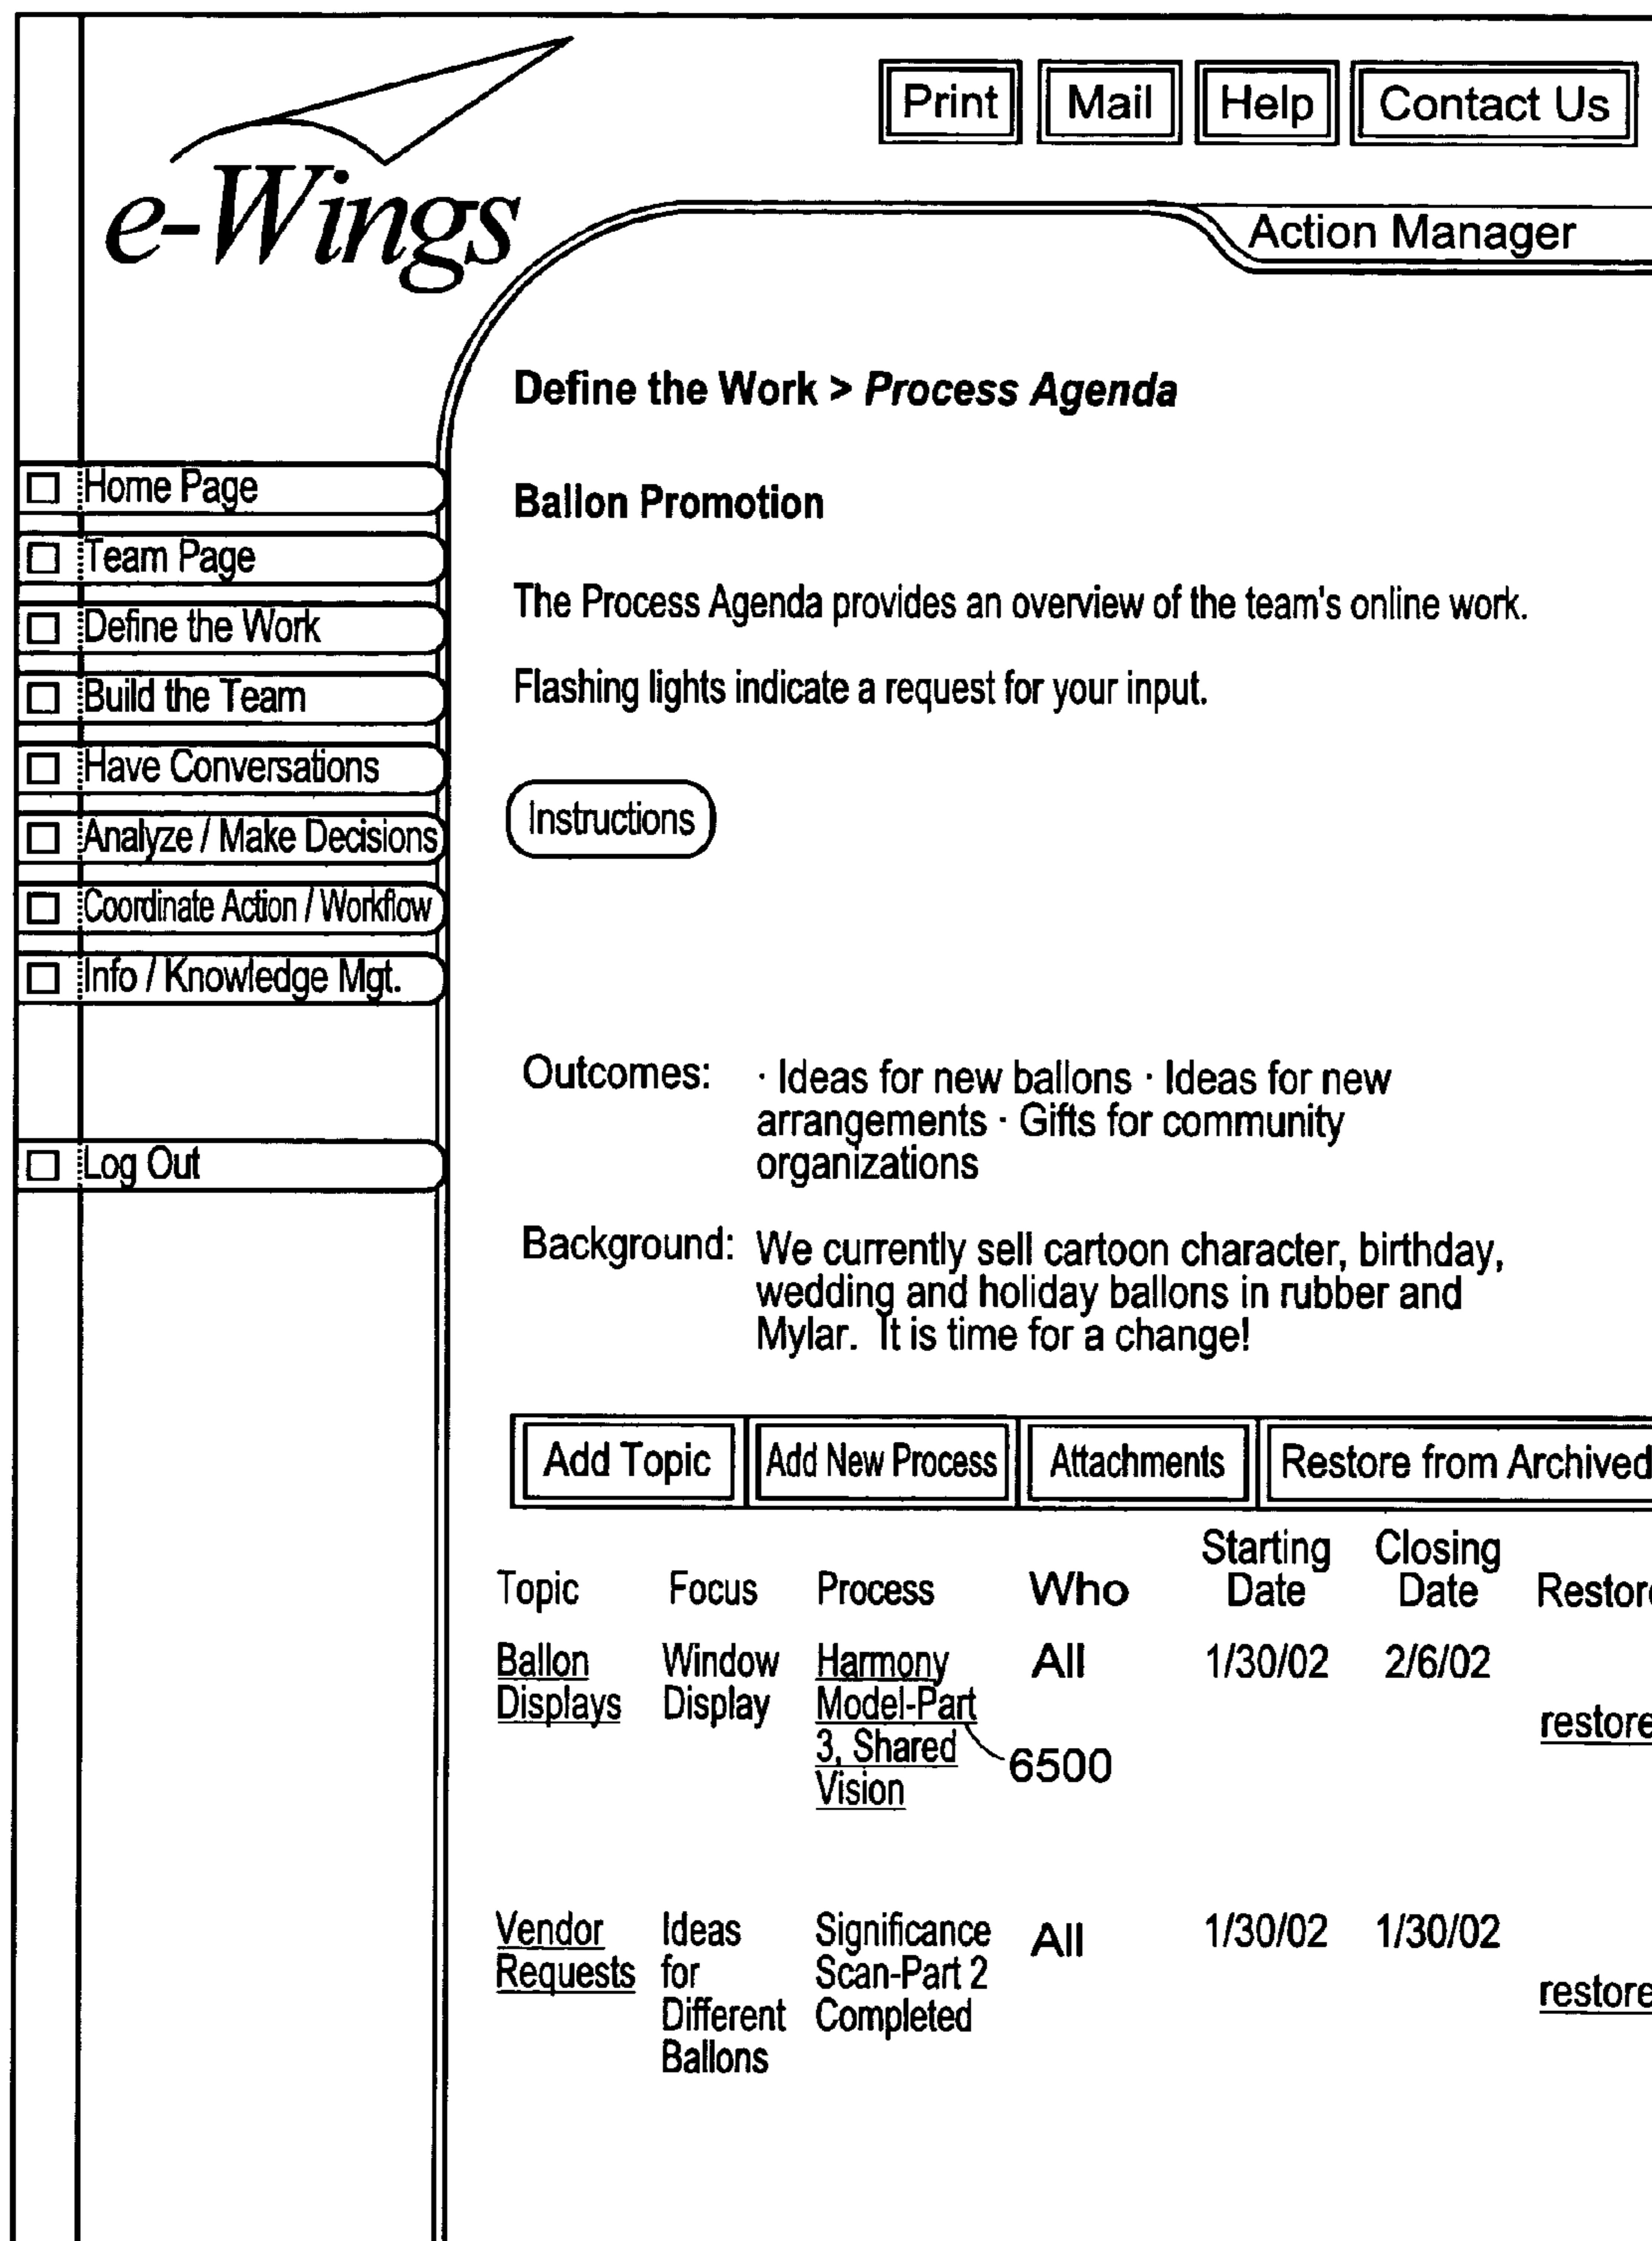 Print Mail Help Contact Us
e-Wings
Action Manager
Define the Work > Process Agenda
Home Page
Team Page
Define the Work
Build the Team
Have Conversations
Analyze / Make Decisions
Coordinate Action / Workflow
Info / Knowledge Mgt.
Log Out
Ballon Promotion
The Process Agenda provides an overview of the team's online work.
Flashing lights indicate a request for your input.
Instructions
Outcomes: · Ideas for new ballons · Ideas for new
arrangements · Gifts for community
organizations
Background: We currently sell cartoon character, birthday,
wedding and holiday ballons in rubber and
Mylar. It is time for a change!
Add Topic Add New Process Attachments Restore from Archived
Starting Closing
Topic Focus Process Who Date Date Restore
Ballon Window Harmony All 1/30/02 2/6/02
Displays Display Model-Part
restore
3, Shared
6500
Vision
Vendor Ideas Significance All 1/30/02 1/30/02
Requests for Scan-Part 2
restore
Different Completed
Ballons